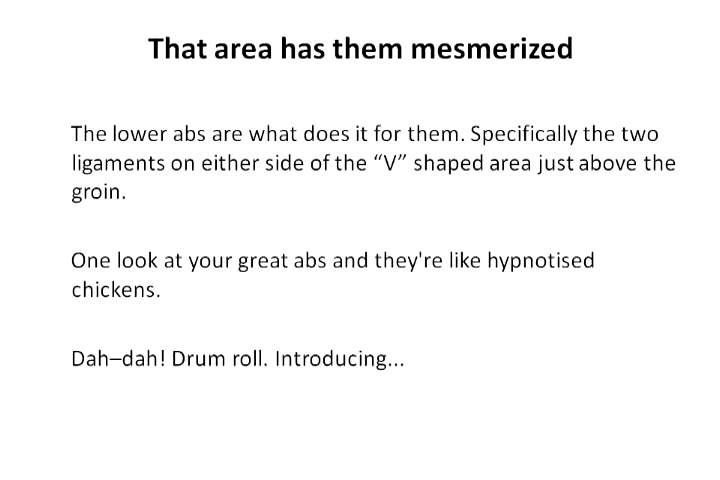 That area has them mesmerized
The lower abs are what does it for them. Specifically the two
ligaments on either side of the “V” shaped area just above the
groin.
One look at your great abs and they're like hypnotised
chickens.
Dah–dah! Drum roll. Introducing...